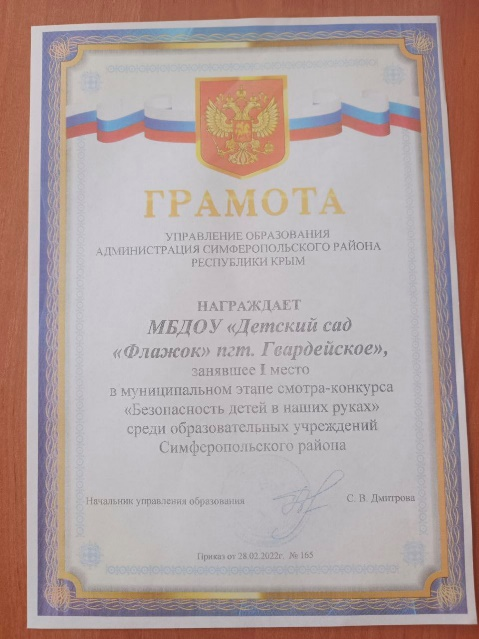 ГРАМОТА
УПРАВЛЕНИЕ ОБРАЗОВАНИЯ
АДМИНИСТРАЦИЯ СИМФЕРОПОЛЬСКОГО РАЙОНА
РЕСПУБЛИКИ КРЫМ
НАГРАЖДАЕТ
МБДОУ «Детский сад
«Флажок» пгт. Гвардейское»,
занявшее I место
в муниципальном этапе смотра-конкурса
«Безопасность детей в наших руках»
среди образовательных учреждений
Симферопольского района
Начальник управления образования С. В. Дмитрова
Приказ от 28.02.2022г. № 165